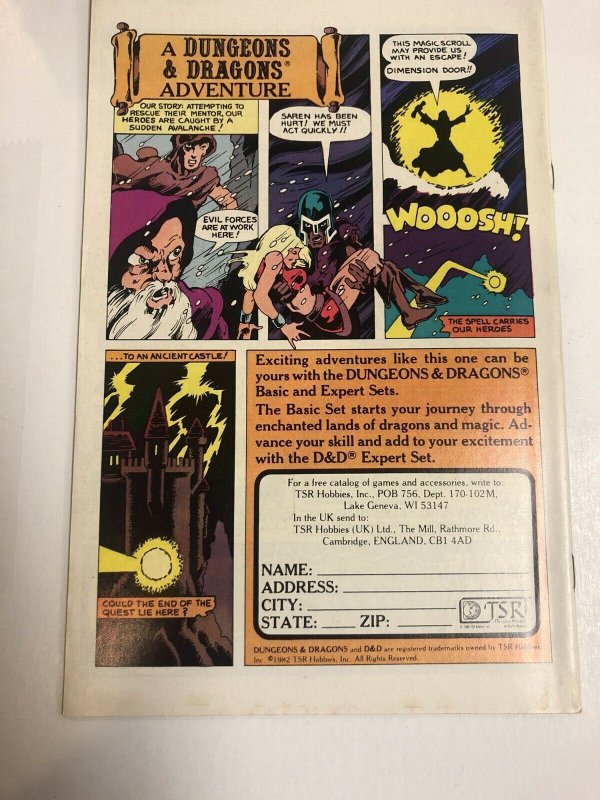 A DUNGEONS
& DRAGONS®
ADVENTURE
OUR STORY: ATTEMPTING TO
RESCUE THEIR MENTOR, OUR
HEROES ARE CAUGHT BY A
SUDDEN AVALANCHE!
EVIL FORCES
ARE AT WORK
HERE!
SAREN HAS BEEN
HURT! WE MUST
ACT QUICKLY!!
THIS MAGIC SCROLL
MAY PROVIDE US
WITH AN ESCAPE!
DIMENSION DOOR!!
WOOOSH!
THE SPELL CARRIES
OUR HEROES
...TO AN ANCIENT CASTLE!
COULD THE END OF THE
QUEST LIE HERE?
Exciting adventures like this one can be
yours with the DUNGEONS & DRAGONS®
Basic and Expert Sets.
The Basic Set starts your journey through
enchanted lands of dragons and magic. Ad-
vance your skill and add to your excitement
with the D&D® Expert Set.
For a free catalog of games and accessories, write to:
TSR Hobbies, Inc., POB 756, Dept. 170-102M,
Lake Geneva, WI 53147
In the UK send to:
TSR Hobbies (UK) Ltd., The Mill, Rathmore Rd.,
Cambridge, ENGLAND, CB1 4AD
NAME:
ADDRESS:
CITY:
STATE: ZIP:
TSR
DUNGEONS & DRAGONS and D&D are registered trademarks owned by TSR Hobbies,
Inc. ©1982 TSR Hobbies, Inc. All Rights Reserved.